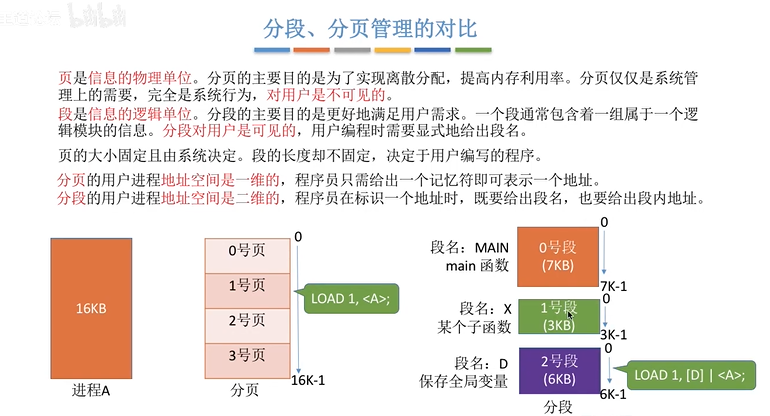 分段、分页管理的对比
页是信息的物理单位。分页的主要目的是为了实现离散分配，提高内存利用率。分页仅仅是系统管
理上的需要，完全是系统行为，对用户是不可见的。
段是信息的逻辑单位。分段的主要目的是更好地满足用户需求。一个段通常包含着一组属于一个逻
辑模块的信息。分段对用户是可见的，用户编程时需要显式地给出段名。
页的大小固定且由系统决定。段的长度却不固定，决定于用户编写的程序。
分页的用户进程地址空间是一维的，程序员只需给出一个记忆符即可表示一个地址。
分段的用户进程地址空间是二维的，程序员在标识一个地址时，既要给出段名，也要给出段内地址。
16KB
进程A
0
0号页
1号页
2号页
3号页
LOAD 1, <A>;
16K-1
分页
段名：MAIN
main 函数
0号段
(7KB)
0
7K-1
段名：X
某个子函数
1号段
(3KB)
0
3K-1
段名：D
保存全局变量
2号段
(6KB)
0
6K-1
LOAD 1, [D] | <A>;
分段